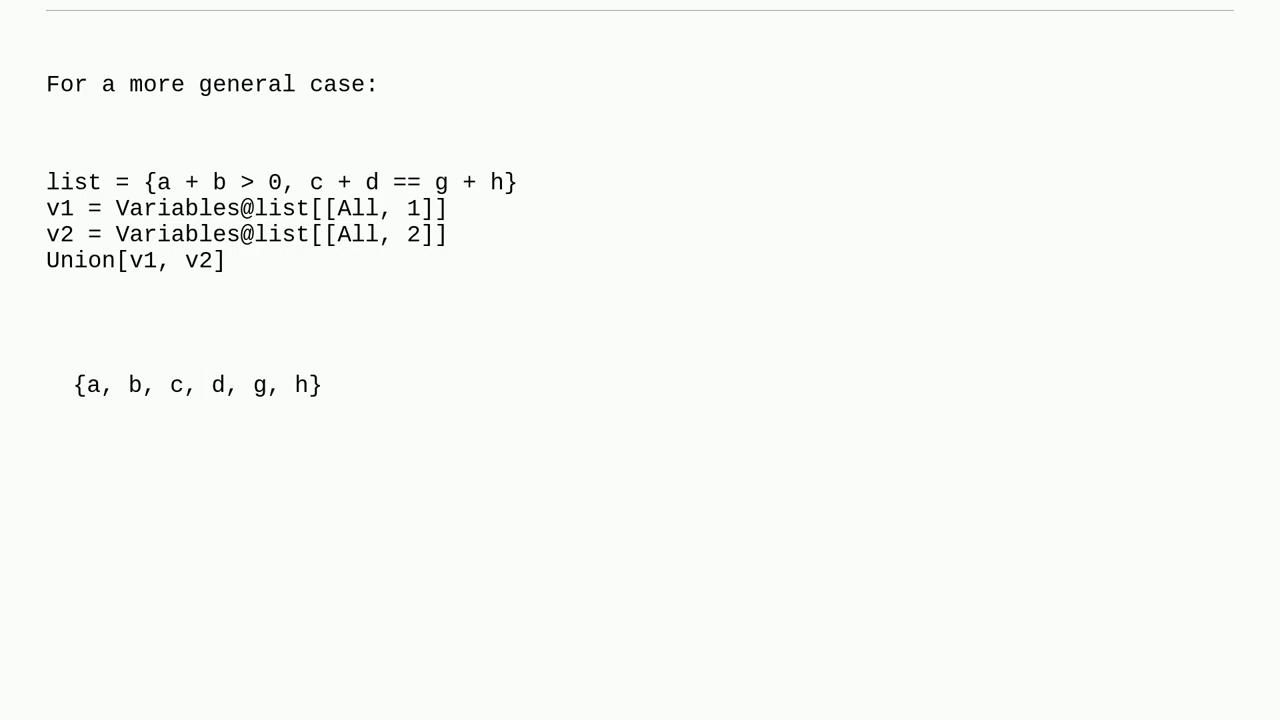 For a more general case:
list = {a + b > 0, c + d == g + h}
v1 = Variables@list[[All, 1]]
v2 = Variables@list[[All, 2]]
Union[v1, v2]
{a, b, c, d, g, h}